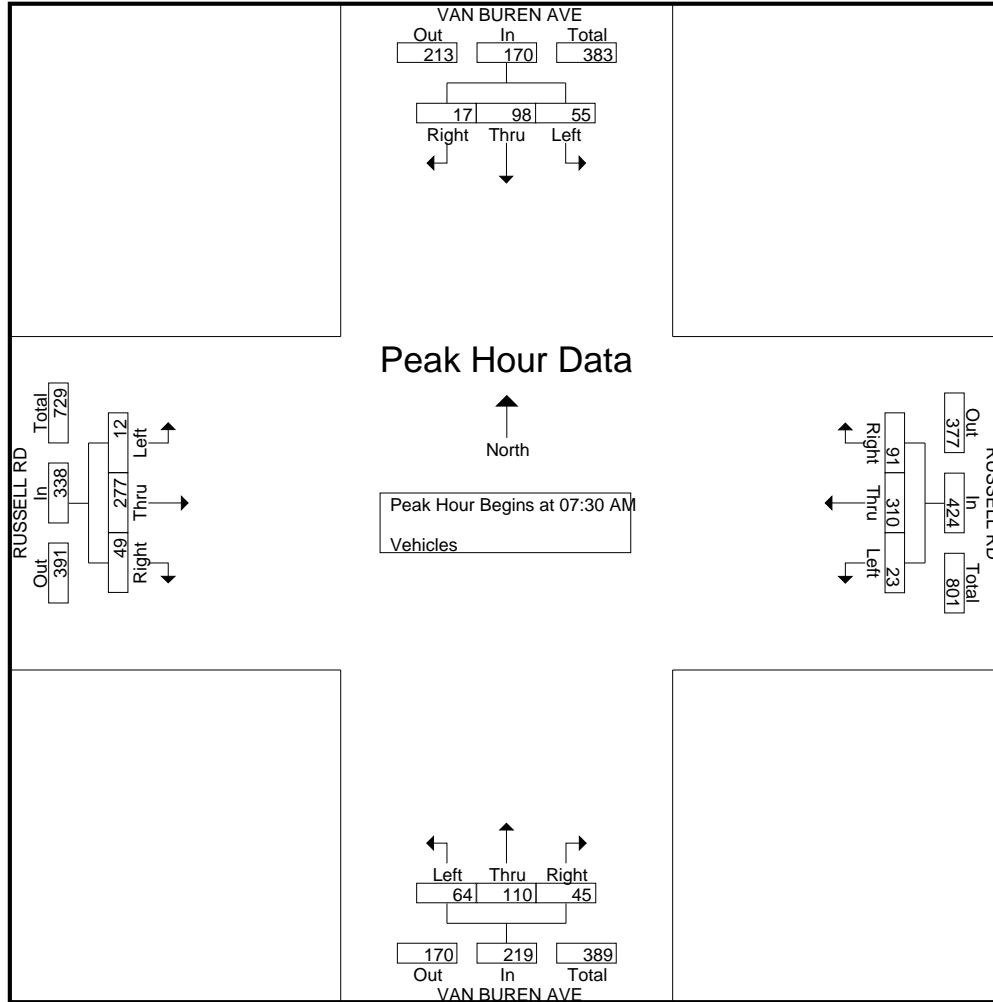 VAN BUREN AVE
Out In Total
213 170 383
17 98 55
Right Thru Left
Peak Hour Data
North
Peak Hour Begins at 07:30 AM
Vehicles
RUSSELL RD
Total In Out
729 338 391
12 277 49
Left Thru Right
Right Thru Left
91 310 23
Out In Total
377 424 801
RUSSELL RD
Left Thru Right
64 110 45
170 219 389
Out In Total
VAN BUREN AVE